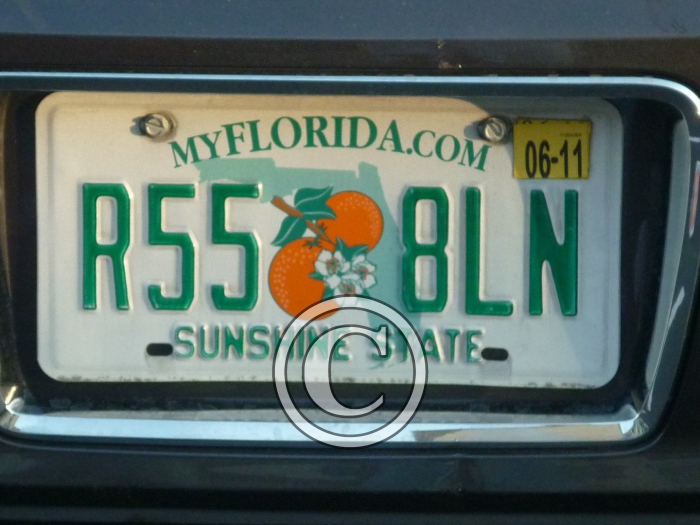 MYFLORIDA.COM
06-11
R55 8LN
SUNSHINE STATE
©